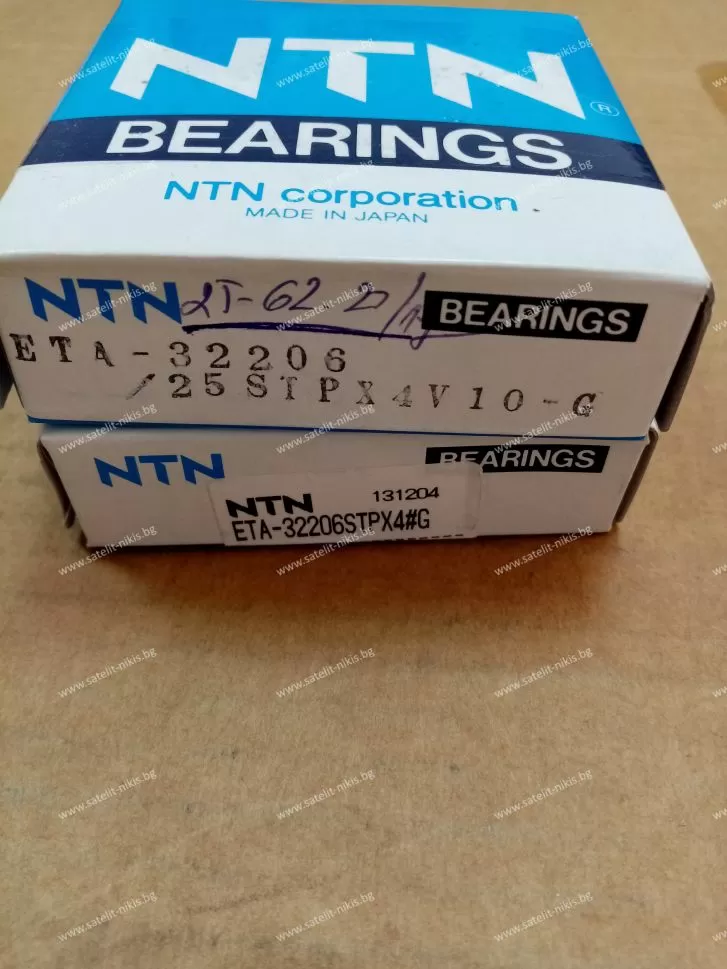 NTN®
BEARINGS
NTN corporation
MADE IN JAPAN
NTN BEARINGS
ETA-32206
/25STPX4V10-G
NTN BEARINGS
NTN 131204
ETA-32206STPX4#G
www.satelit-nikis.bg